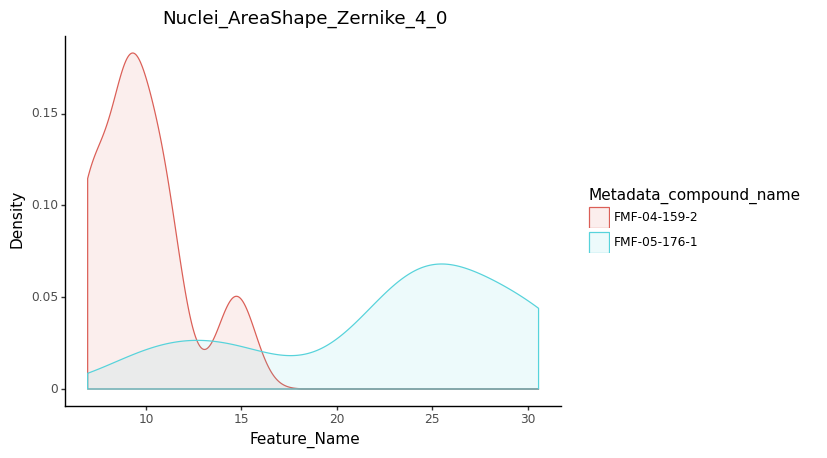 Nuclei_AreaShape_Zernike_4_0
0.15
0.10
0.05
0
Density
10 15 20 25 30
Feature_Name
Metadata_compound_name
FMF-04-159-2
FMF-05-176-1